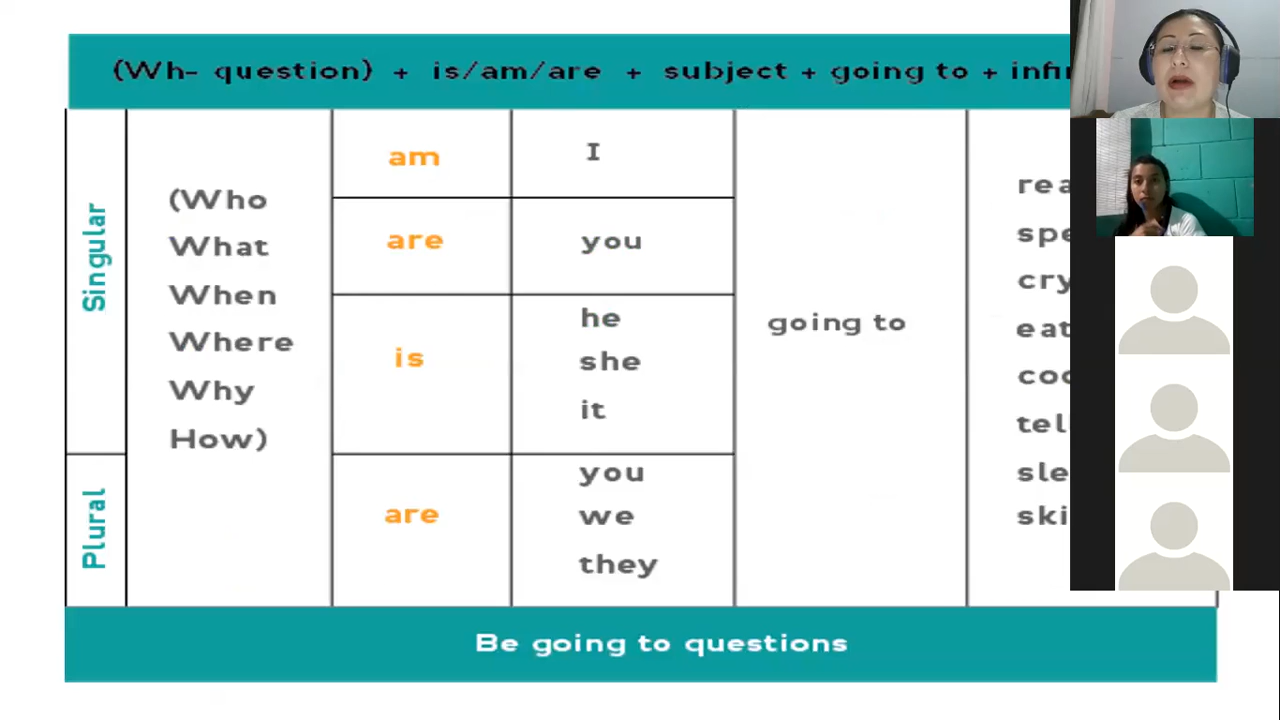 (Wh- question) + is/am/are + subject + going to +
Singular
(Who
What
When
Where
Why
How)
am
I
are
you
is
he
she
it
going to
Plural
are
you
we
they
Be going to questions